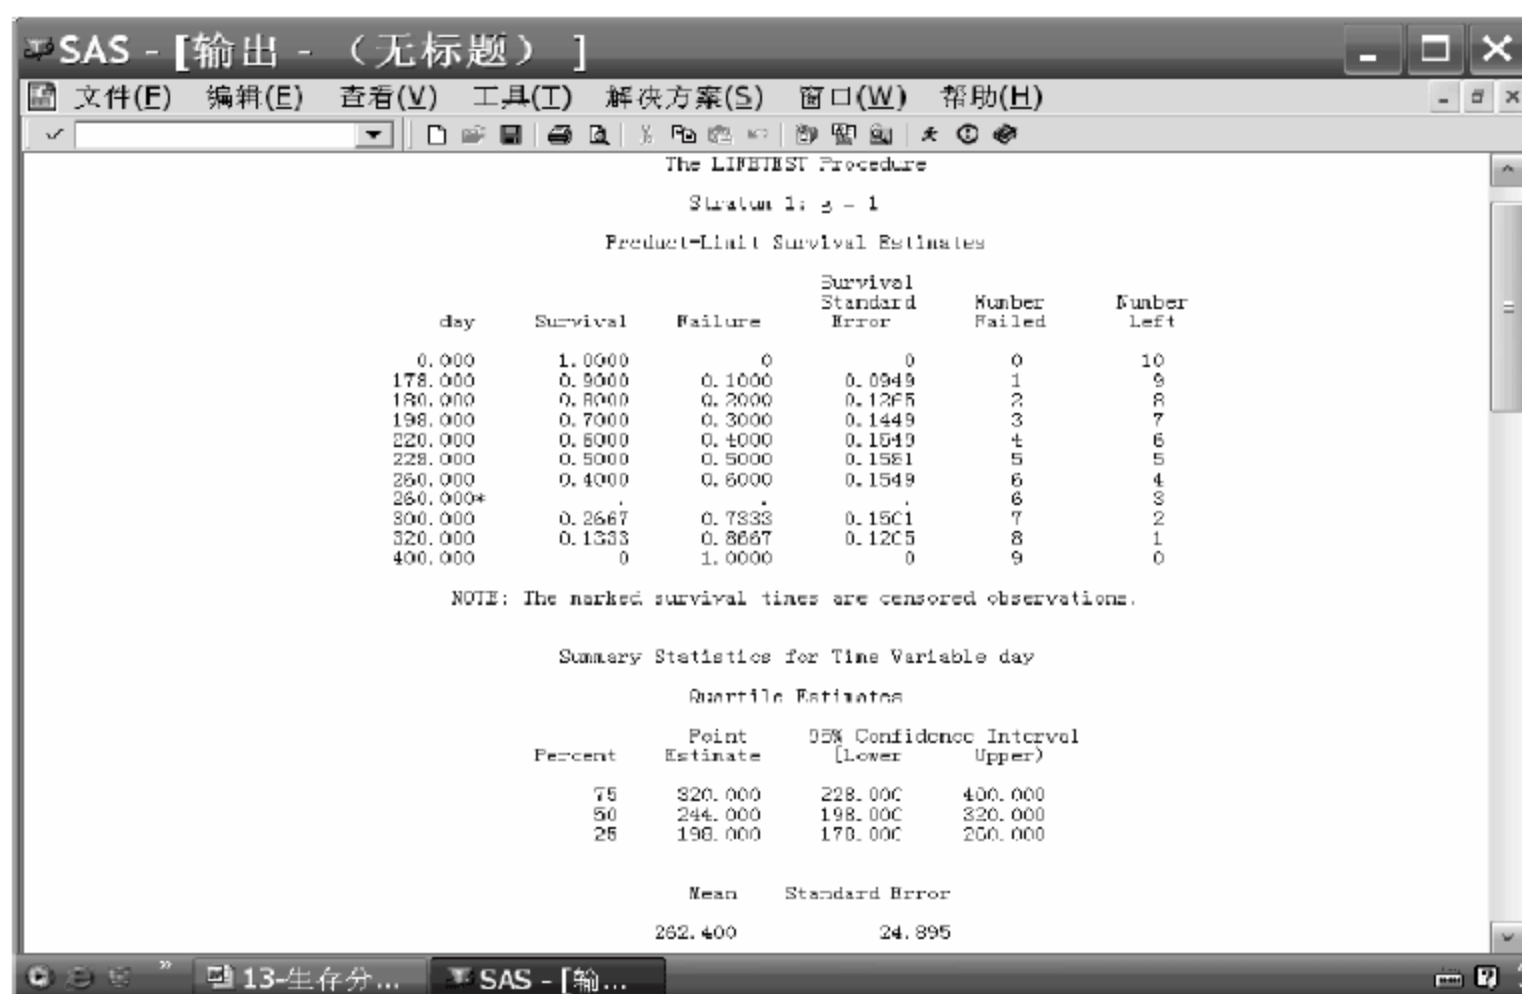 SAS - [输出 - （无标题） ]
文件(F) 编辑(E) 查看(V) 工具(T) 解决方案(S) 窗口(W) 帮助(H)
The LIFETEST Procedure
Stratum 1: g = 1
Product-Limit Survival Estimates
Survival
Standard Number Number
day Survival Failure Error Failed Left
0.000 1.0000 0 0 0 10
178.000 0.9000 0.1000 0.0949 1 9
180.000 0.8000 0.2000 0.1265 2 8
198.000 0.7000 0.3000 0.1449 3 7
220.000 0.6000 0.4000 0.1549 4 6
228.000 0.5000 0.5000 0.1581 5 5
260.000 0.4000 0.6000 0.1549 6 4
260.000* . . . 6 3
300.000 0.2667 0.7333 0.1501 7 2
320.000 0.1333 0.8667 0.1205 8 1
400.000 0 1.0000 0 9 0
NOTE: The marked survival times are censored observations.
Summary Statistics for Time Variable day
Quartile Estimates
Point 95% Confidence Interval
Percent Estimate [Lower Upper)
75 320.000 228.000 400.000
50 244.000 198.000 320.000
25 198.000 178.000 260.000
Mean Standard Error
262.400 24.895
13-生存分... SAS - [输...